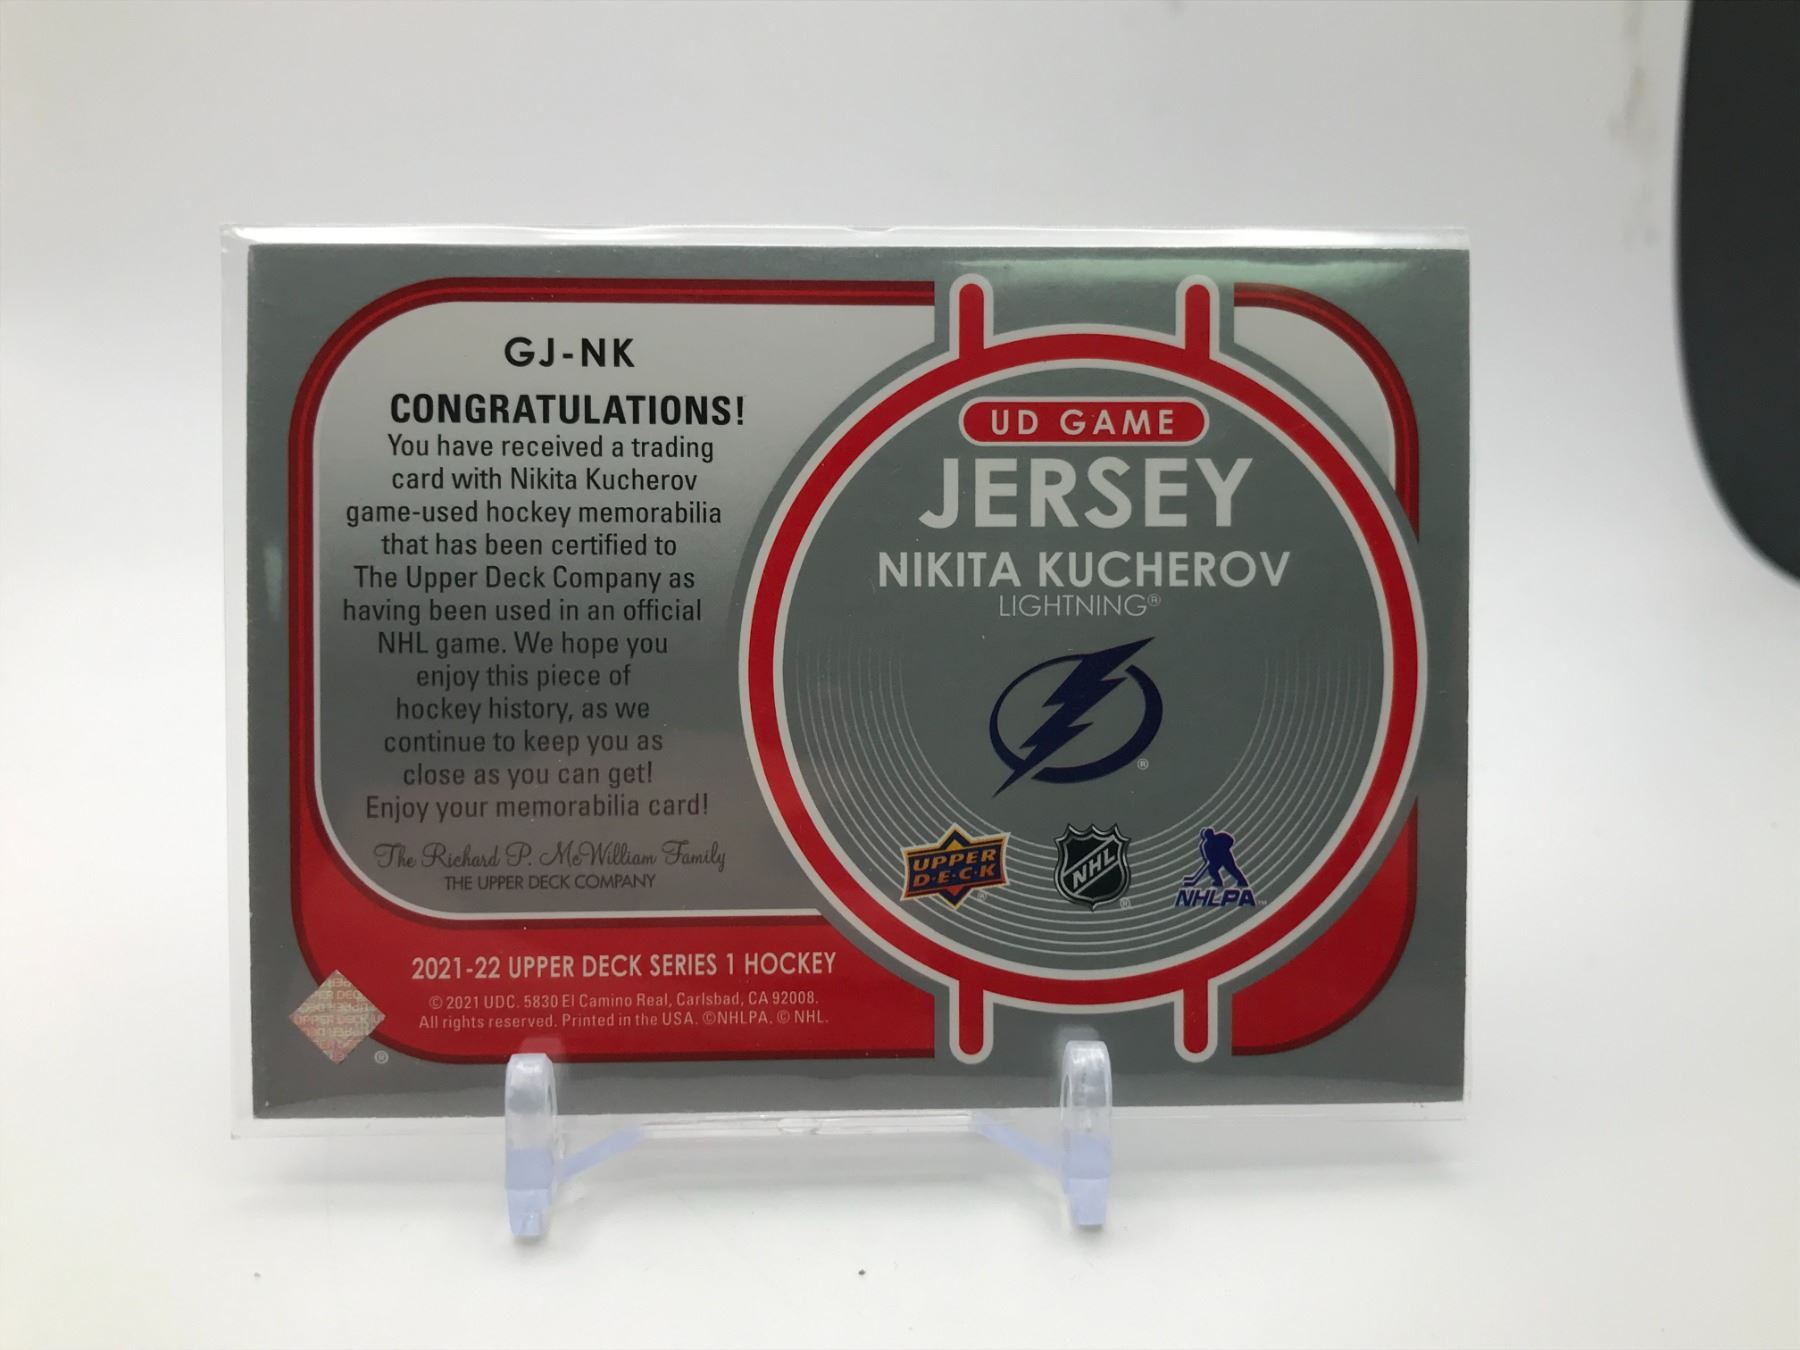 GJ-NK
CONGRATULATIONS!
You have received a trading
card with Nikita Kucherov
game-used hockey memorabilia
that has been certified to
The Upper Deck Company as
having been used in an official
NHL game. We hope you
enjoy this piece of
hockey history, as we
continue to keep you as
close as you can get!
Enjoy your memorabilia card!
The Richard P. McWilliam Family
THE UPPER DECK COMPANY
2021-22 UPPER DECK SERIES 1 HOCKEY
© 2021 UDC. 5830 El Camino Real, Carlsbad, CA 92008.
All rights reserved. Printed in the USA. ©NHLPA. © NHL.
®
UD GAME
JERSEY
NIKITA KUCHEROV
LIGHTNING®
®
UPPER
D·E·C·K
®
NHL
®
NHLPA™